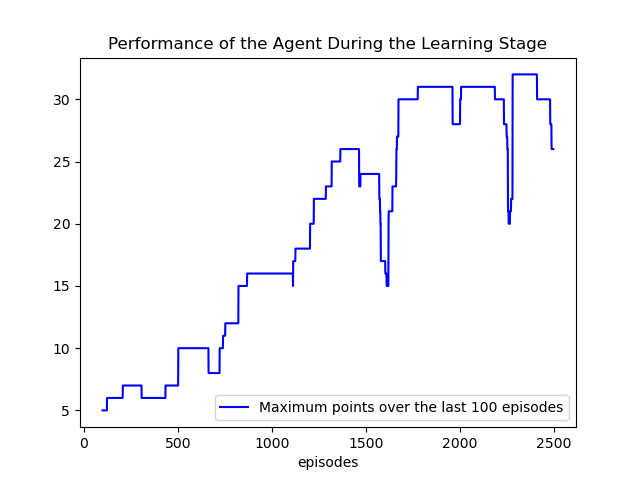 Performance of the Agent During the Learning Stage
30
25
20
15
10
5
Maximum points over the last 100 episodes
0 500 1000 1500 2000 2500
episodes